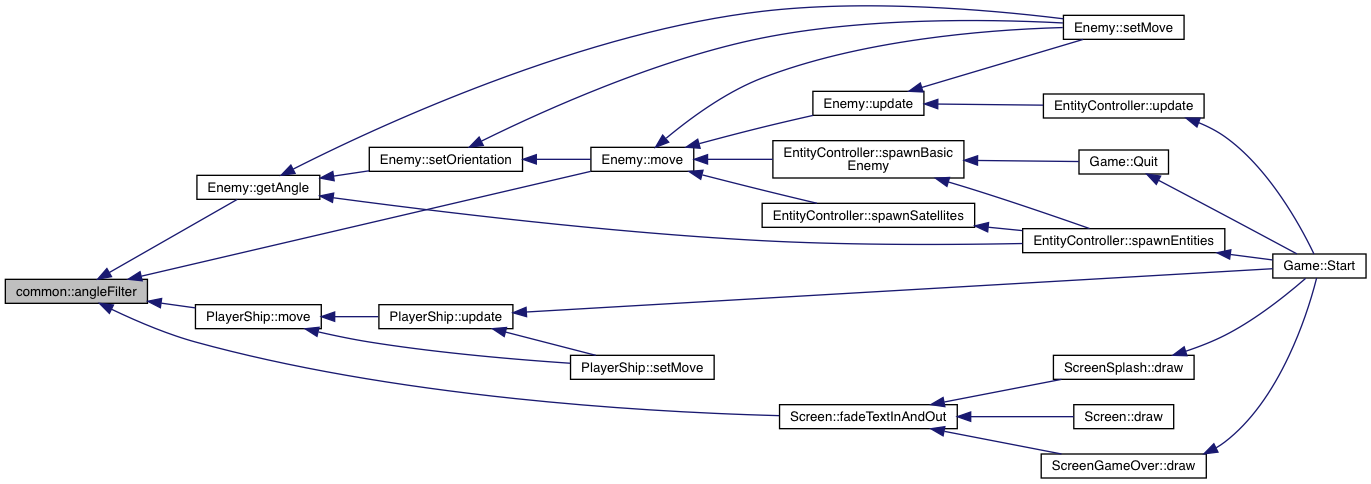 Enemy::setMove
Enemy::update
EntityController::update
Enemy::setOrientation
Enemy::move
EntityController::spawnBasic
Enemy
Game::Quit
Enemy::getAngle
EntityController::spawnSatellites
EntityController::spawnEntities
Game::Start
common::angleFilter
PlayerShip::move
PlayerShip::update
PlayerShip::setMove
ScreenSplash::draw
Screen::fadeTextInAndOut
Screen::draw
ScreenGameOver::draw